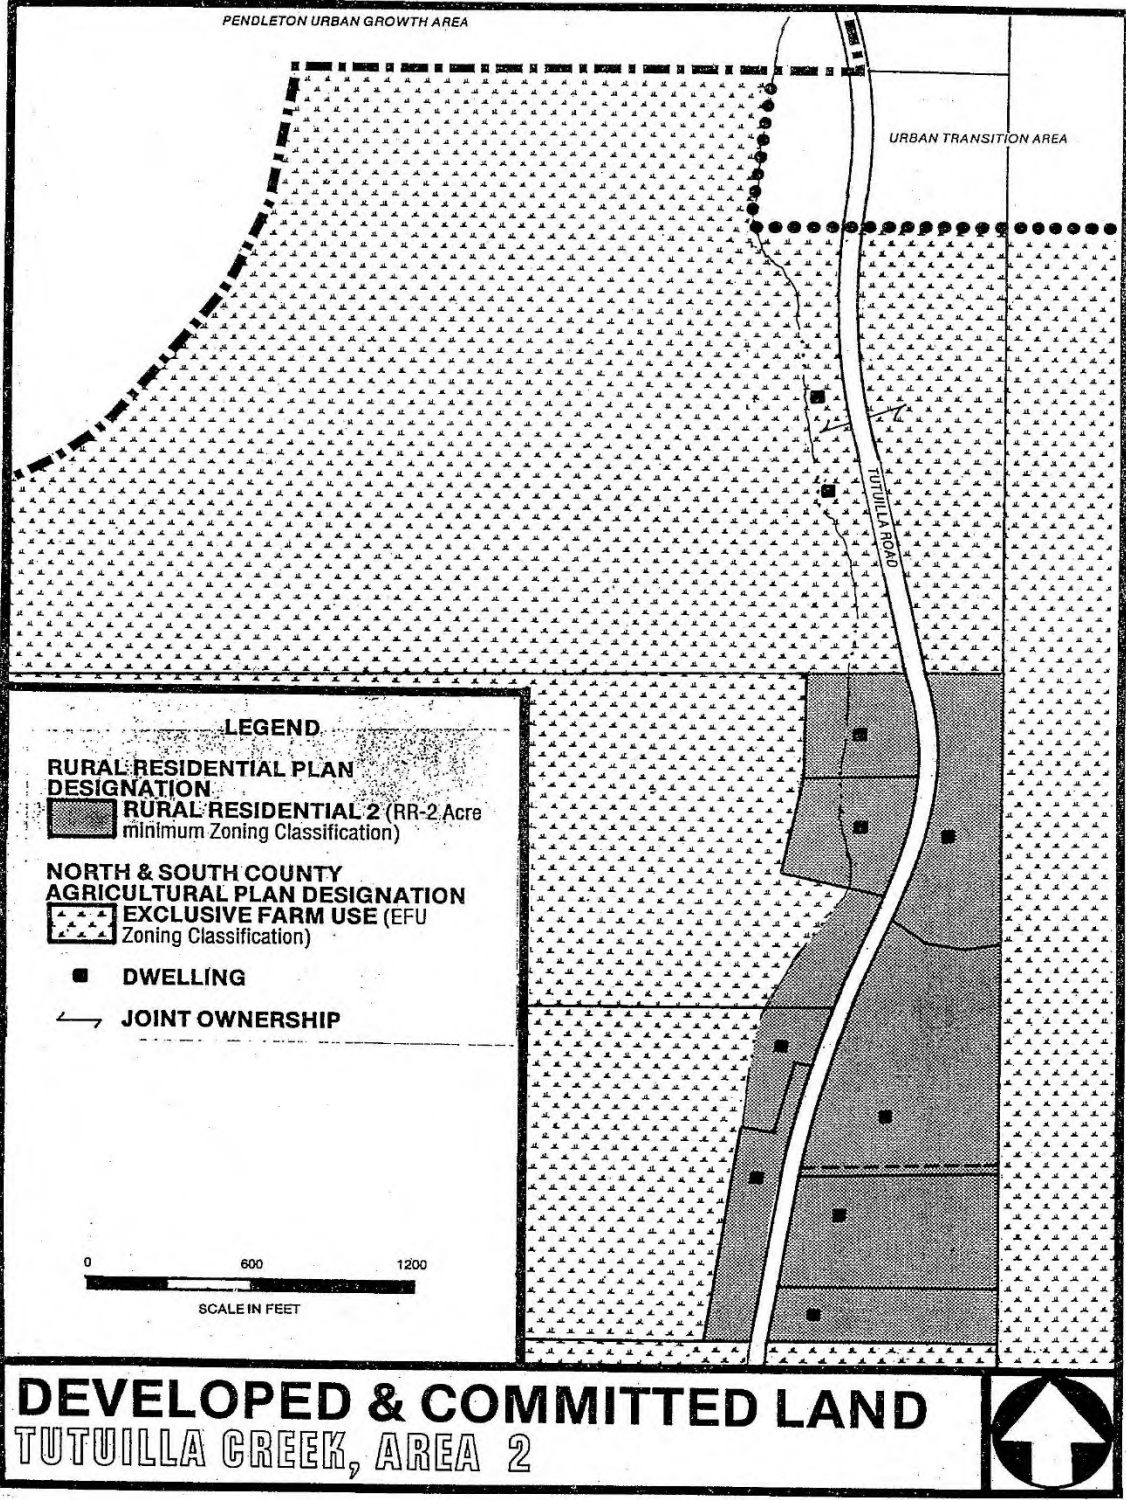 PENDLETON URBAN GROWTH AREA
URBAN TRANSITION AREA
TUTUILLA ROAD
LEGEND
RURAL RESIDENTIAL PLAN
DESIGNATION
RURAL RESIDENTIAL 2 (RR-2 Acre
minimum Zoning Classification)
NORTH & SOUTH COUNTY
AGRICULTURAL PLAN DESIGNATION
EXCLUSIVE FARM USE (EFU
Zoning Classification)
DWELLING
JOINT OWNERSHIP
0 600 1200
SCALE IN FEET
DEVELOPED & COMMITTED LAND
TUTUILLA CREEK, AREA 2